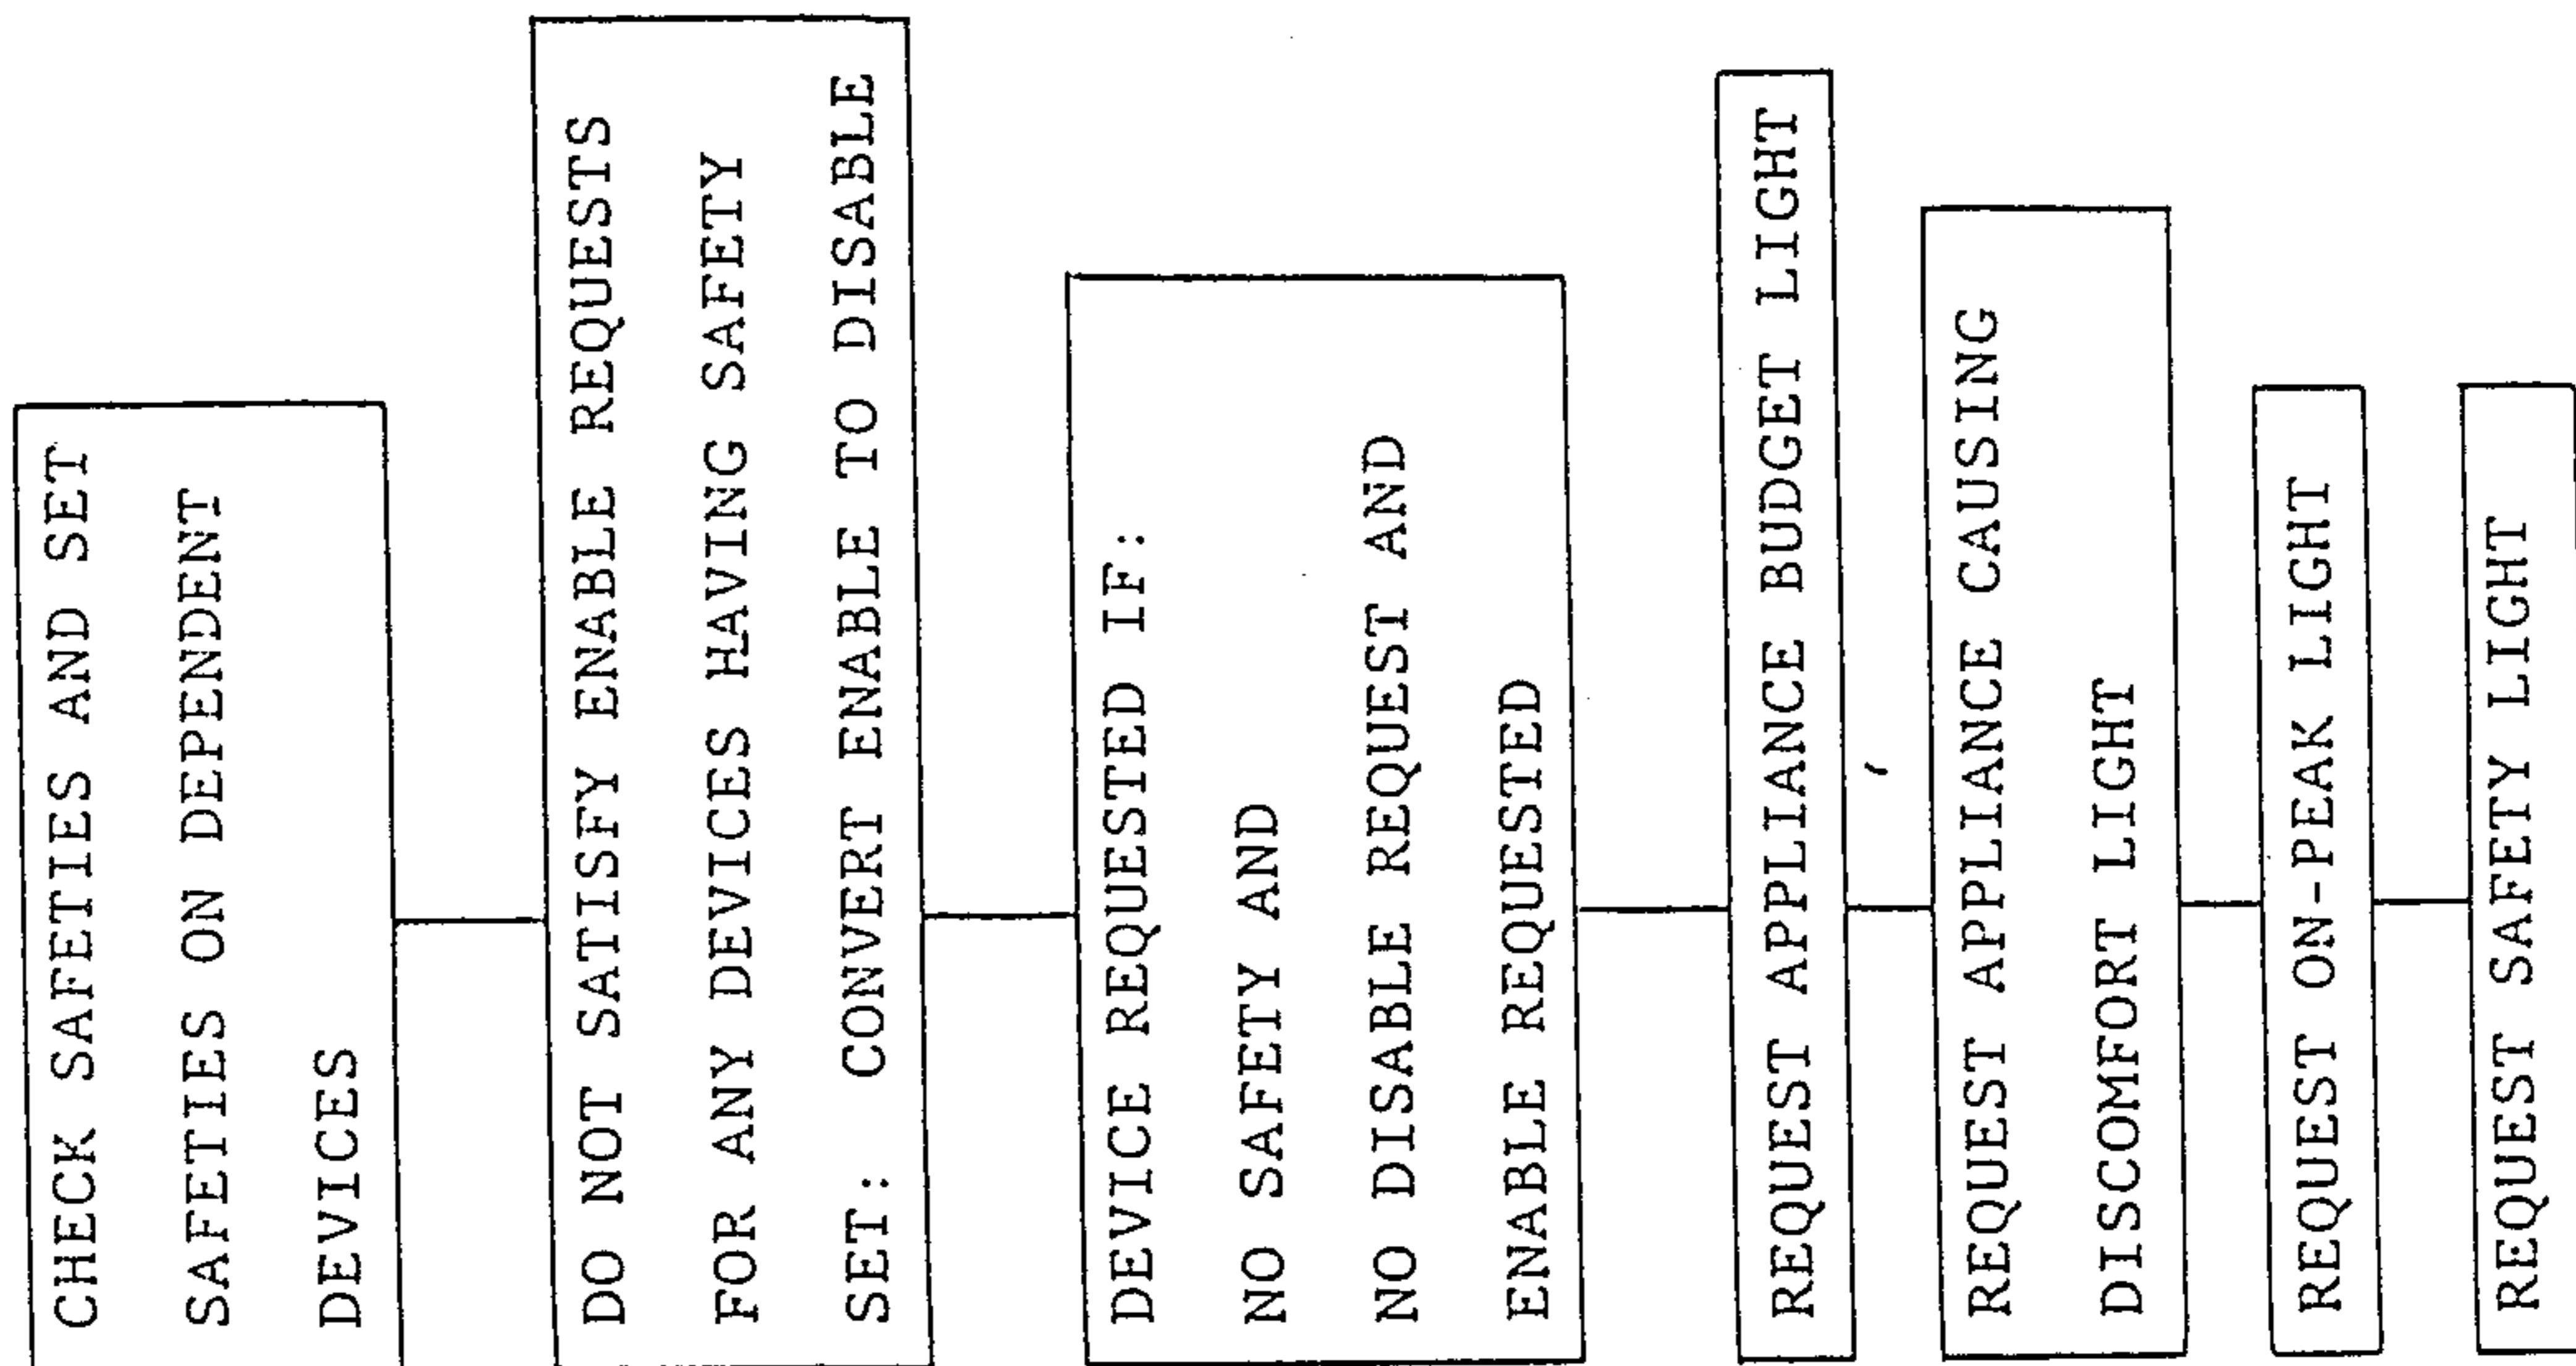 CHECK SAFETIES AND SET
SAFETIES ON DEPENDENT
DEVICES
DO NOT SATISFY ENABLE REQUESTS
FOR ANY DEVICES HAVING SAFETY
SET: CONVERT ENABLE TO DISABLE
DEVICE REQUESTED IF:
NO SAFETY AND
NO DISABLE REQUEST AND
ENABLE REQUESTED
REQUEST APPLIANCE BUDGET LIGHT
REQUEST APPLIANCE CAUSING
DISCOMFORT LIGHT
REQUEST ON-PEAK LIGHT
REQUEST SAFETY LIGHT